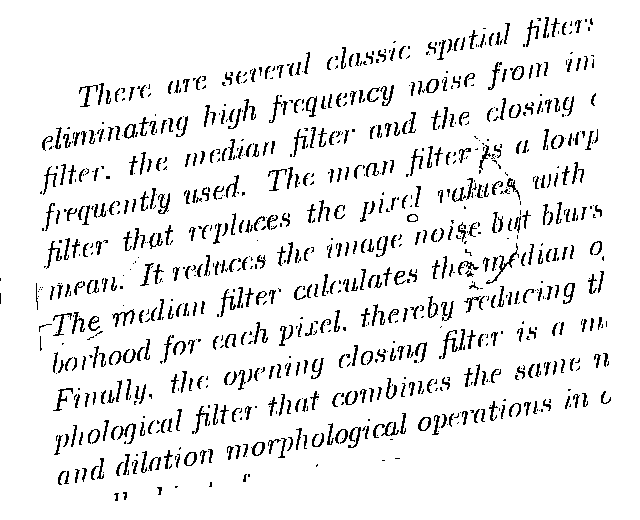 There are several classic spatial filters
eliminating high frequency noise from im
filter, the median filter and the closing
frequently used. The mean filter is a lowp
filter that replaces the pixel values with
mean. It reduces the image noise but blurs
The median filter calculates the median o
borhood for each pixel, thereby reducing th
Finally, the opening closing filter is a m
phological filter that combines the same n
and dilation morphological operations in